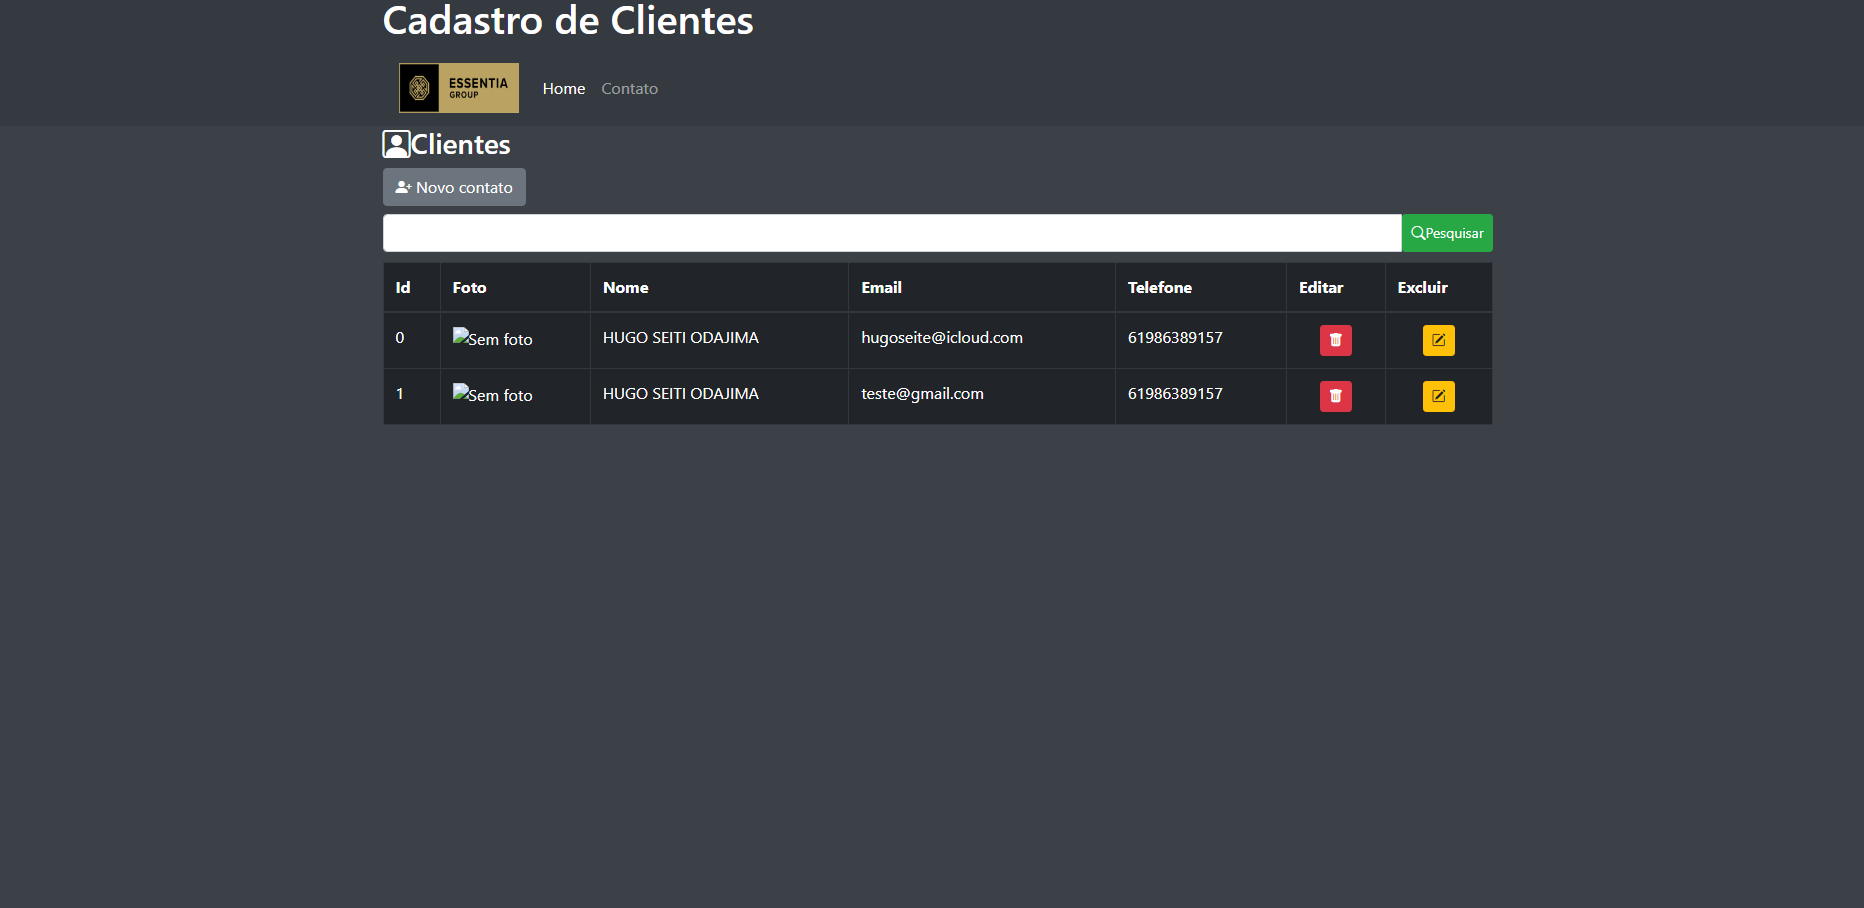 Cadastro de Clientes
ESSENTIA
GROUP
Home Contato
Clientes
Novo contato
Pesquisar
Id Foto Nome Email Telefone Editar Excluir
0 Sem foto HUGO SEITI ODAJIMA hugoseite@icloud.com 61986389157
1 Sem foto HUGO SEITI ODAJIMA teste@gmail.com 61986389157